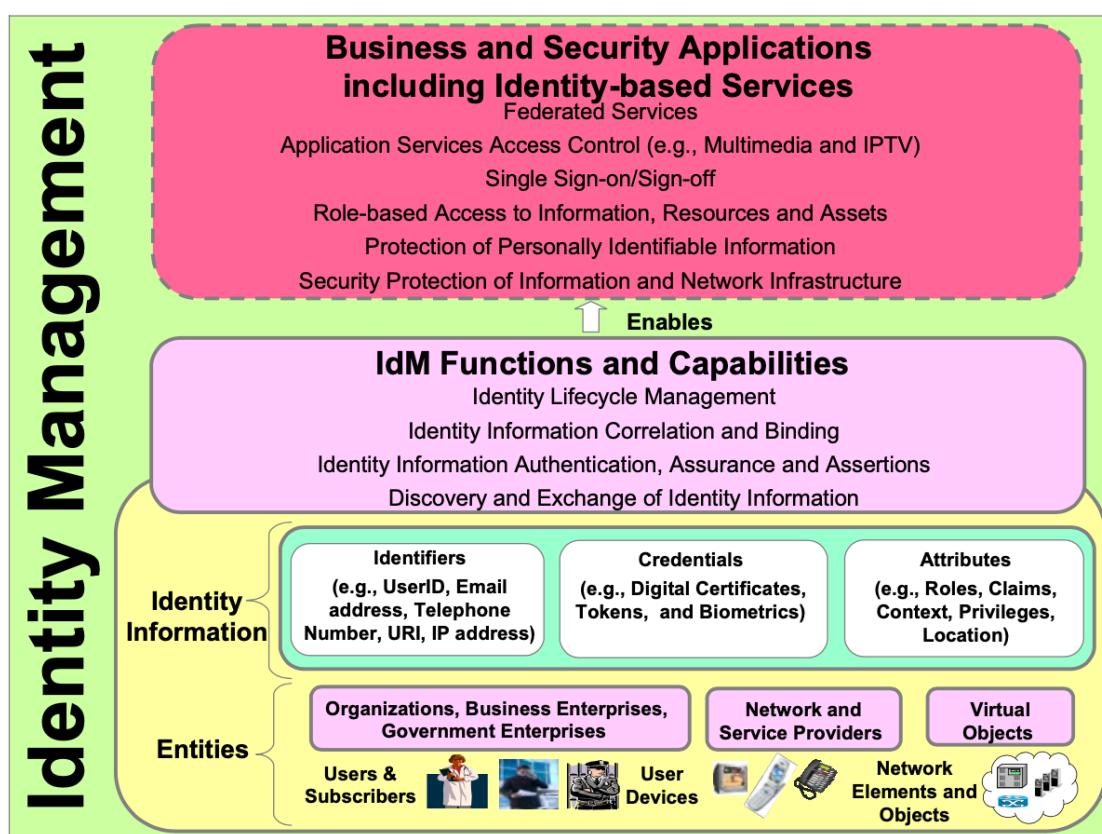 Identity Management
Business and Security Applications
including Identity-based Services
Federated Services
Application Services Access Control (e.g., Multimedia and IPTV)
Single Sign-on/Sign-off
Role-based Access to Information, Resources and Assets
Protection of Personally Identifiable Information
Security Protection of Information and Network Infrastructure
Enables
IdM Functions and Capabilities
Identity Lifecycle Management
Identity Information Correlation and Binding
Identity Information Authentication, Assurance and Assertions
Discovery and Exchange of Identity Information
Identity
Information
Identifiers
(e.g., UserID, Email
address, Telephone
Number, URI, IP address)
Credentials
(e.g., Digital Certificates,
Tokens, and Biometrics)
Attributes
(e.g., Roles, Claims,
Context, Privileges,
Location)
Entities
Organizations, Business Enterprises,
Government Enterprises
Network and
Service Providers
Virtual
Objects
Users &
Subscribers
User
Devices
Network
Elements and
Objects